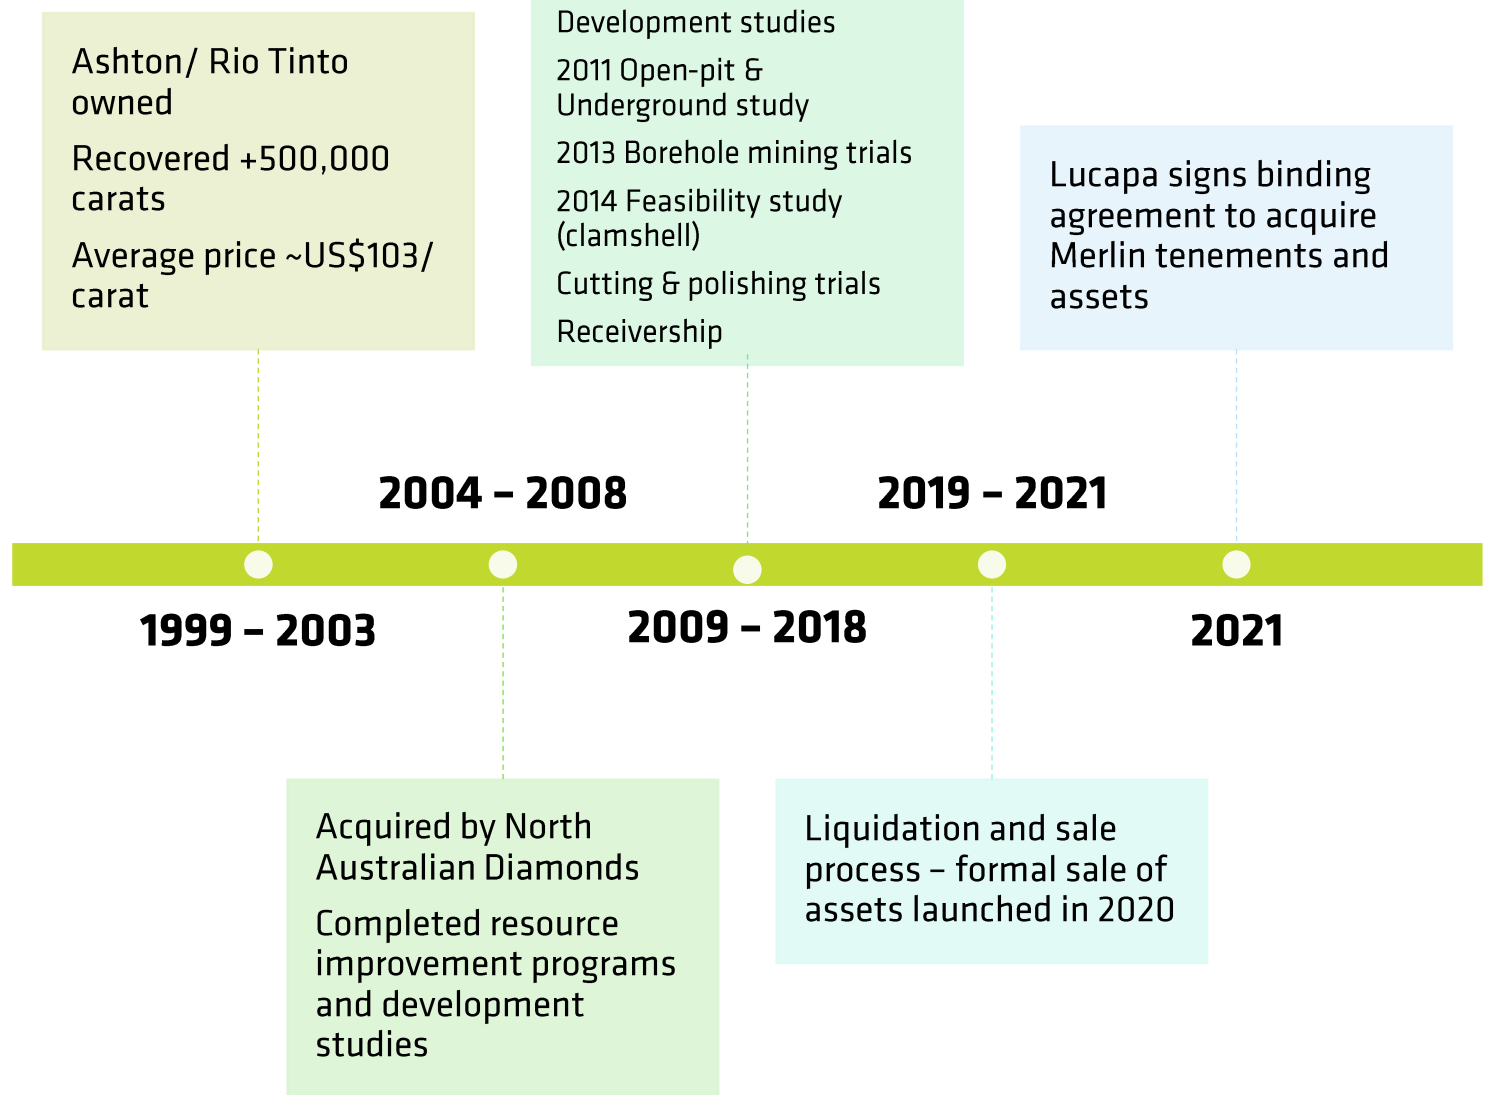 Ashton/ Rio Tinto
owned
Recovered +500,000
carats
Average price ~US$103/
carat
Development studies
2011 Open-pit &
Underground study
2013 Borehole mining trials
2014 Feasibility study
(clamshell)
Cutting & polishing trials
Receivership
Lucapa signs binding
agreement to acquire
Merlin tenements and
assets
2004 – 2008
2019 – 2021
1999 – 2003
2009 – 2018
2021
Acquired by North
Australian Diamonds
Completed resource
improvement programs
and development
studies
Liquidation and sale
process – formal sale of
assets launched in 2020